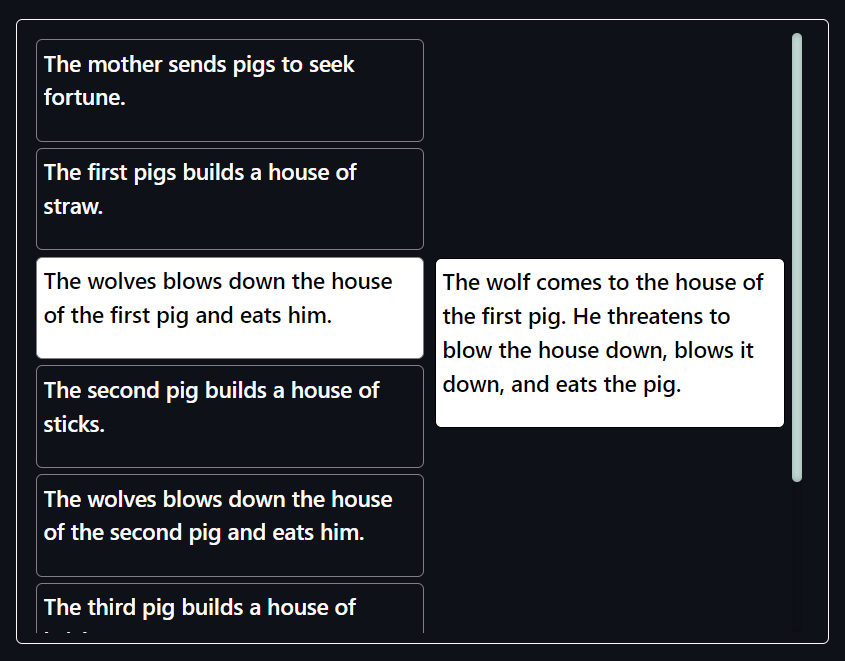 The mother sends pigs to seek
fortune.
The first pigs builds a house of
straw.
The wolves blows down the house
of the first pig and eats him.
The wolf comes to the house of
the first pig. He threatens to
blow the house down, blows it
down, and eats the pig.
The second pig builds a house of
sticks.
The wolves blows down the house
of the second pig and eats him.
The third pig builds a house of